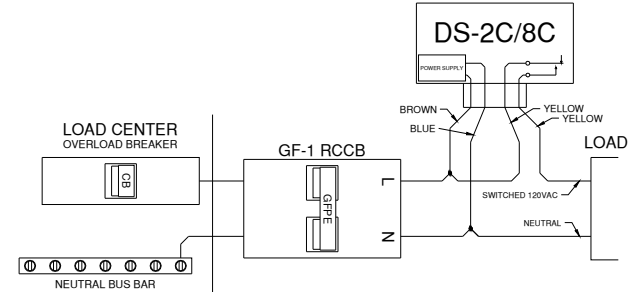 DS-2C/8C
POWER SUPPLY
BROWN
BLUE
YELLOW
YELLOW
LOAD CENTER
OVERLOAD BREAKER
CB
GF-1 RCCB
GFPE
L
N
LOAD
SWITCHED 120VAC
NEUTRAL
NEUTRAL BUS BAR